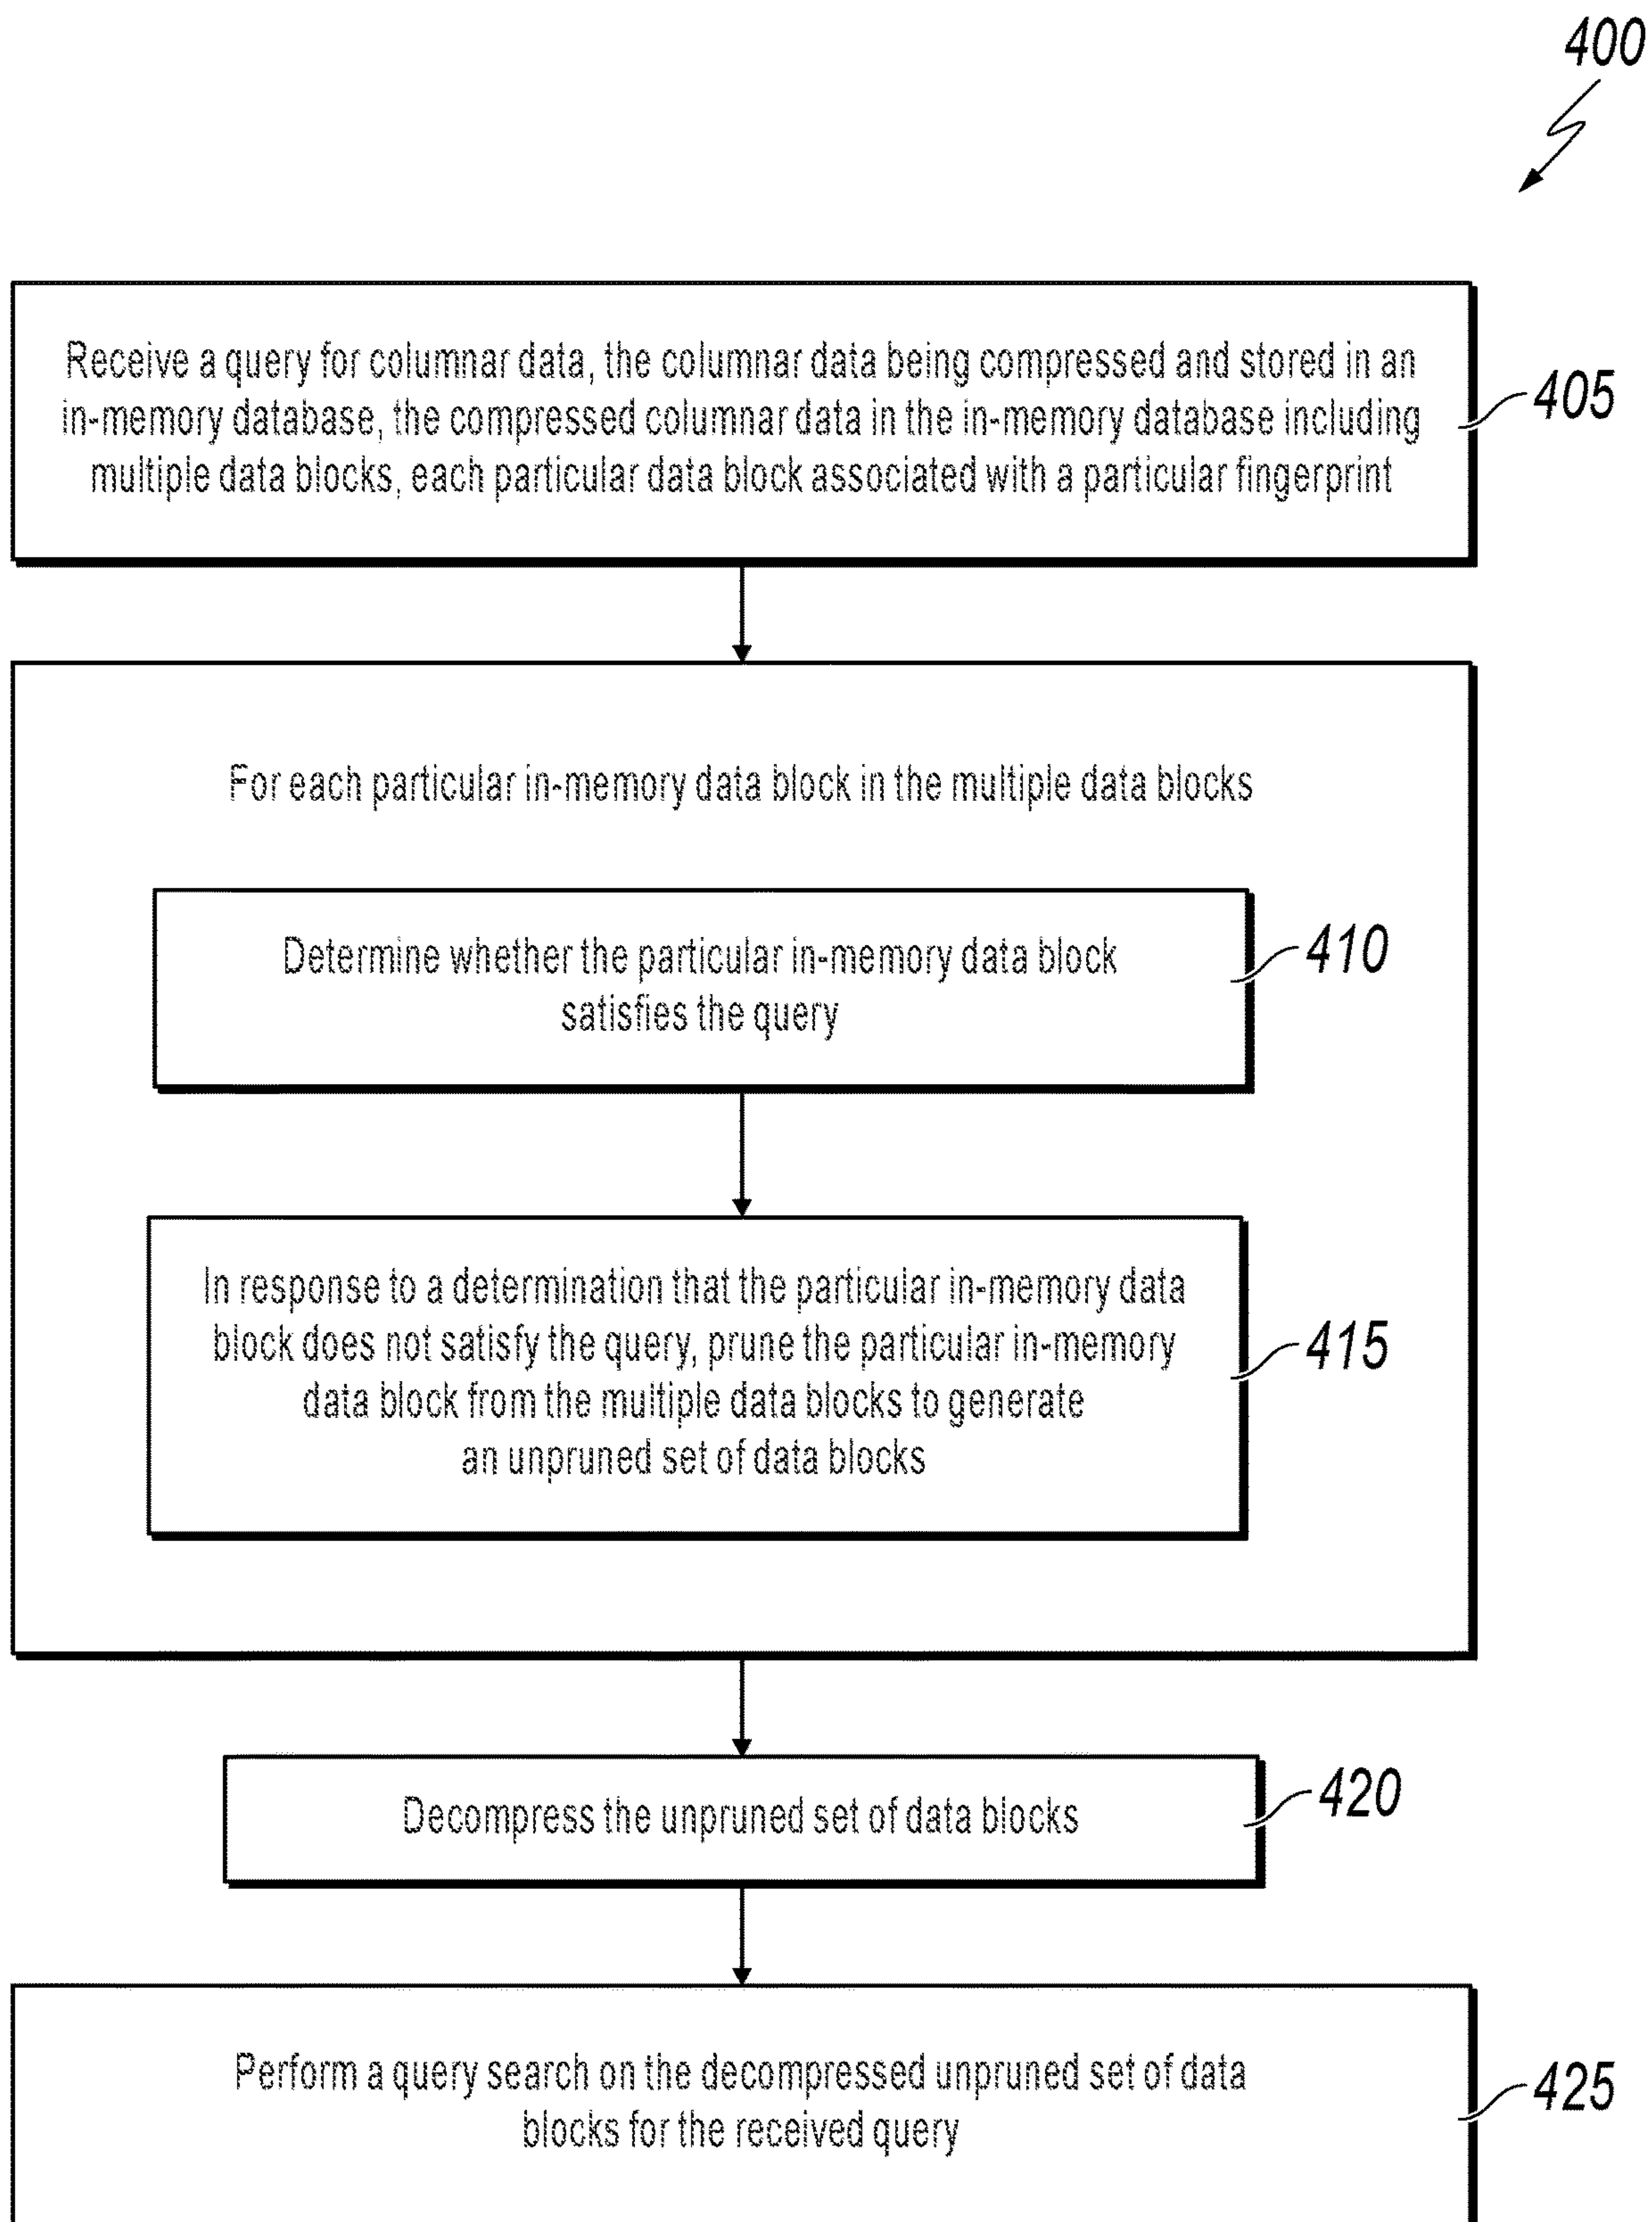 400
Receive a query for columnar data, the columnar data being compressed and stored in an
in-memory database, the compressed columnar data in the in-memory database including
multiple data blocks, each particular data block associated with a particular fingerprint
405
For each particular in-memory data block in the multiple data blocks
Determine whether the particular in-memory data block
satisfies the query
410
In response to a determination that the particular in-memory data
block does not satisfy the query, prune the particular in-memory
data block from the multiple data blocks to generate
an unpruned set of data blocks
415
Decompress the unpruned set of data blocks
420
Perform a query search on the decompressed unpruned set of data
blocks for the received query
425